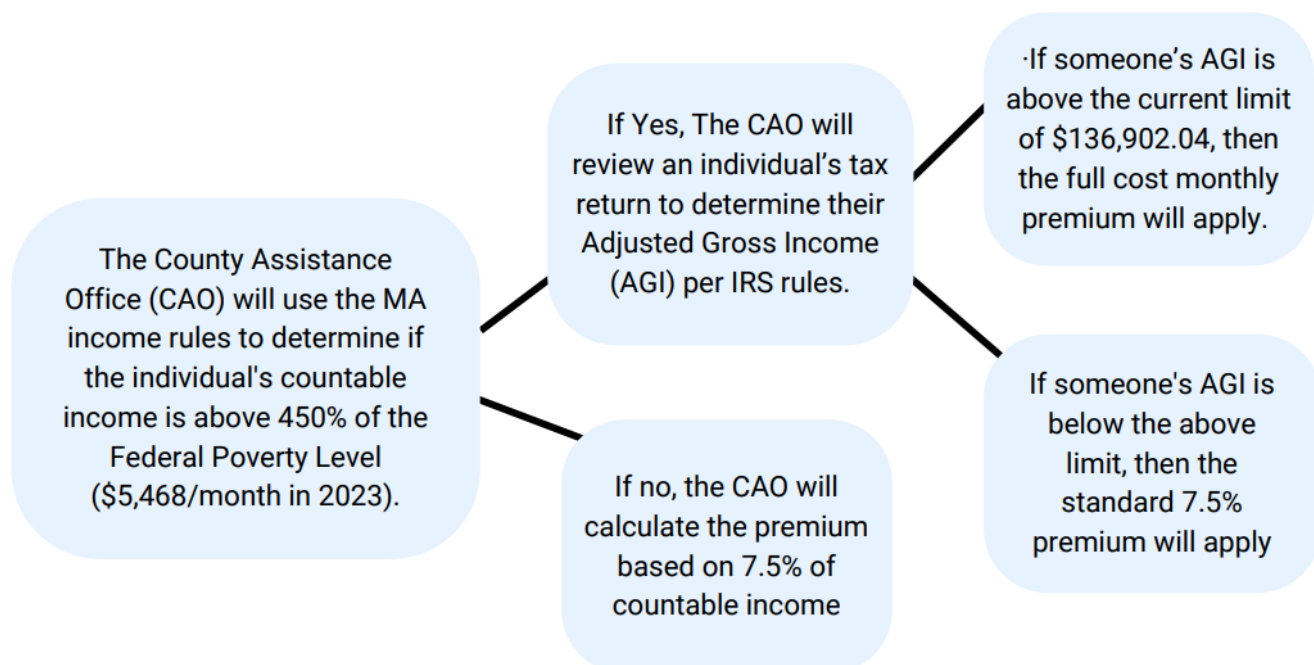 The County Assistance
Office (CAO) will use the MA
income rules to determine if
the individual's countable
income is above 450% of the
Federal Poverty Level
($5,468/month in 2023).
If Yes, The CAO will
review an individual’s tax
return to determine their
Adjusted Gross Income
(AGI) per IRS rules.
·If someone’s AGI is
above the current limit
of $136,902.04, then
the full cost monthly
premium will apply.
If someone's AGI is
below the above
limit, then the
standard 7.5%
premium will apply
If no, the CAO will
calculate the premium
based on 7.5% of
countable income